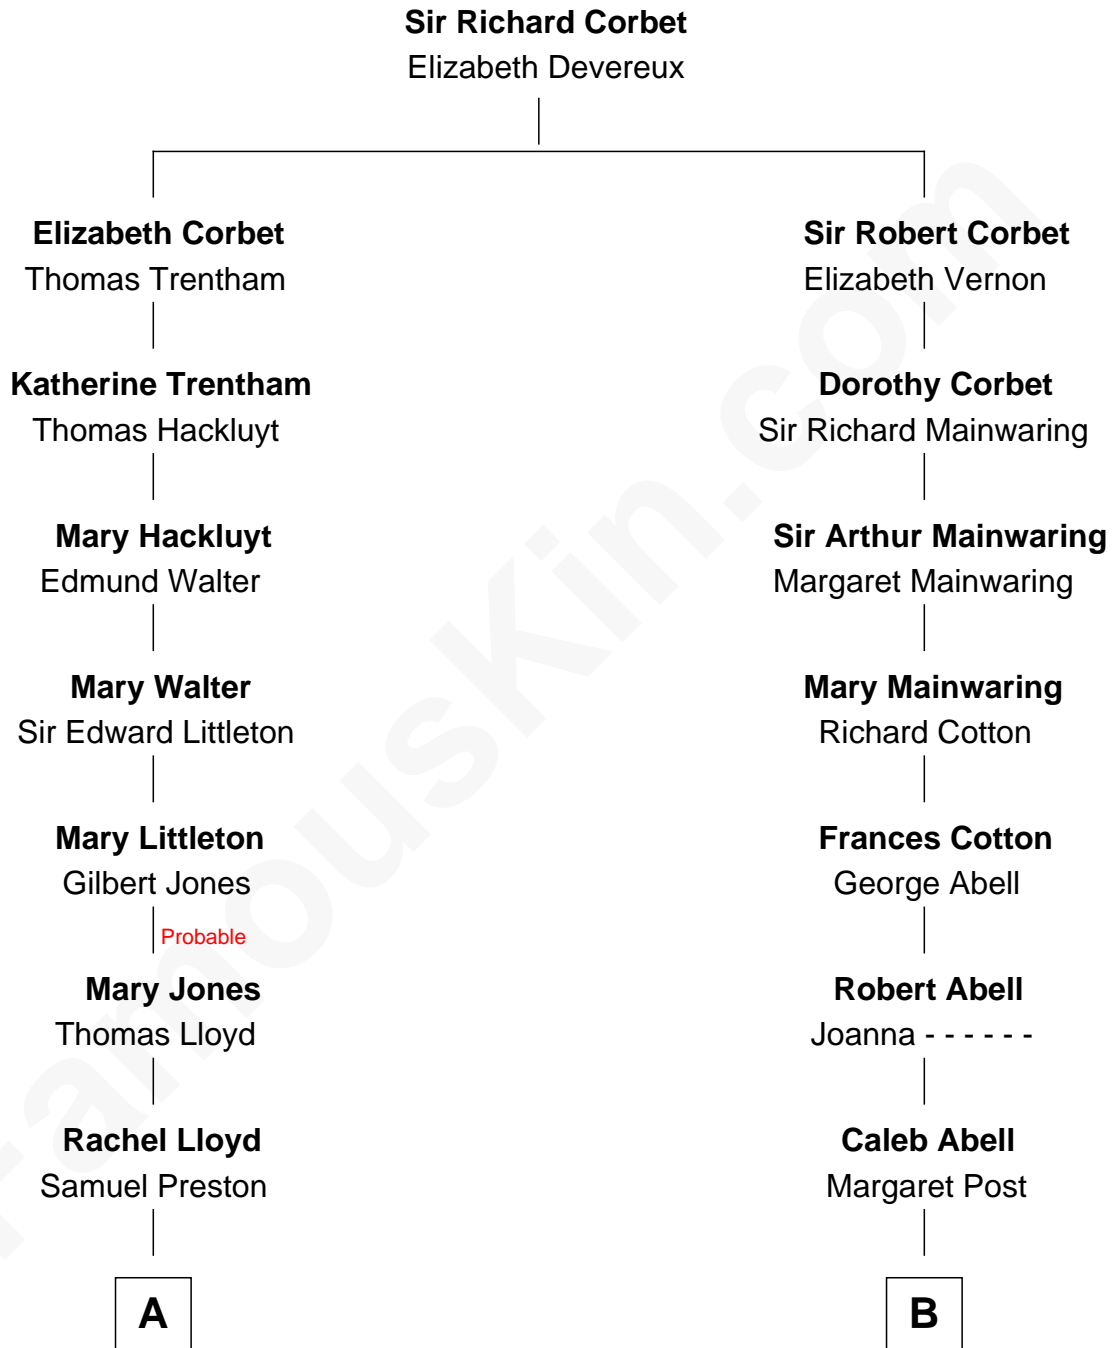 Sir Richard Corbet
Elizabeth Devereux
Elizabeth Corbet
Thomas Trentham
Sir Robert Corbet
Elizabeth Vernon
Katherine Trentham
Thomas Hackluyt
Dorothy Corbet
Sir Richard Mainwaring
Mary Hackluyt
Edmund Walter
Sir Arthur Mainwaring
Margaret Mainwaring
Mary Walter
Sir Edward Littleton
Mary Mainwaring
Richard Cotton
Mary Littleton
Gilbert Jones
Frances Cotton
George Abell
Probable
Mary Jones
Thomas Lloyd
Robert Abell
Joanna - - - - - -
Rachel Lloyd
Samuel Preston
Caleb Abell
Margaret Post
A
B
FamousKin.com